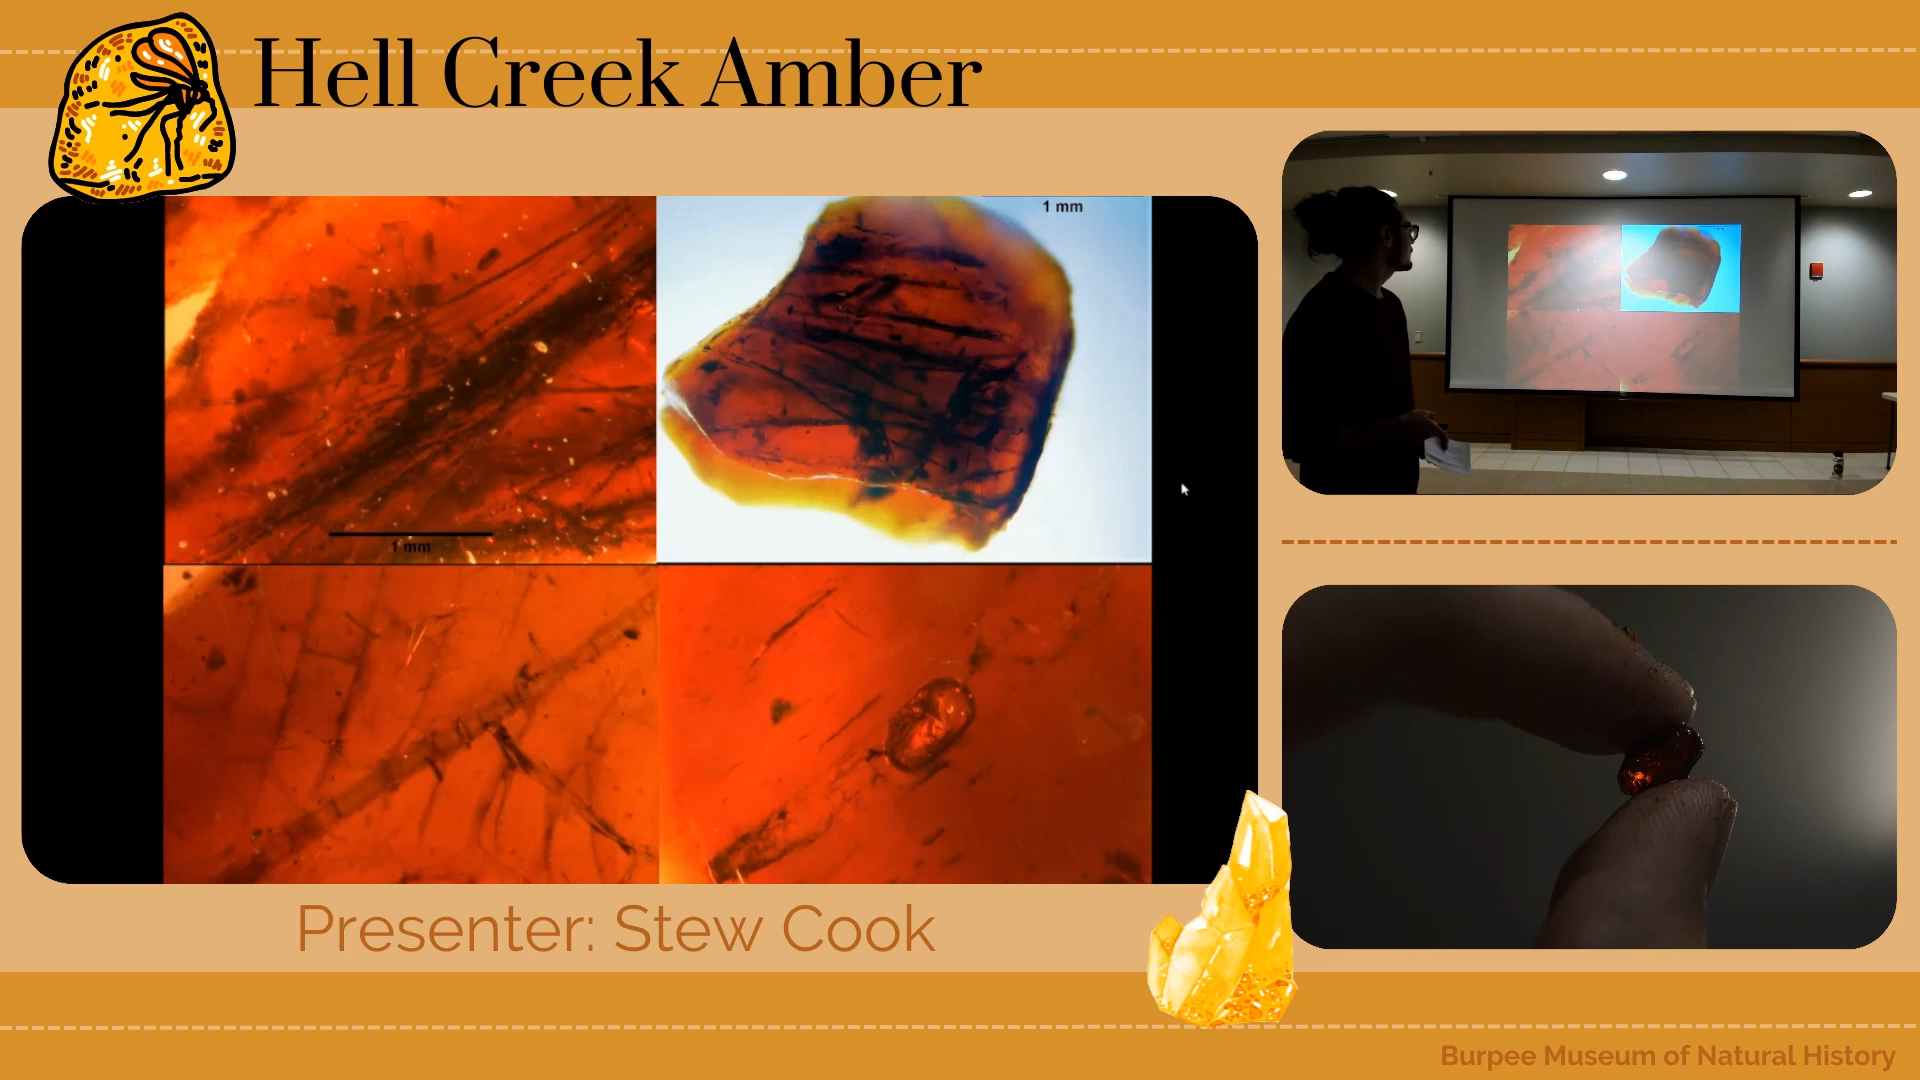 Hell Creek Amber
1 mm
1 mm
Presenter: Stew Cook
Burpee Museum of Natural History